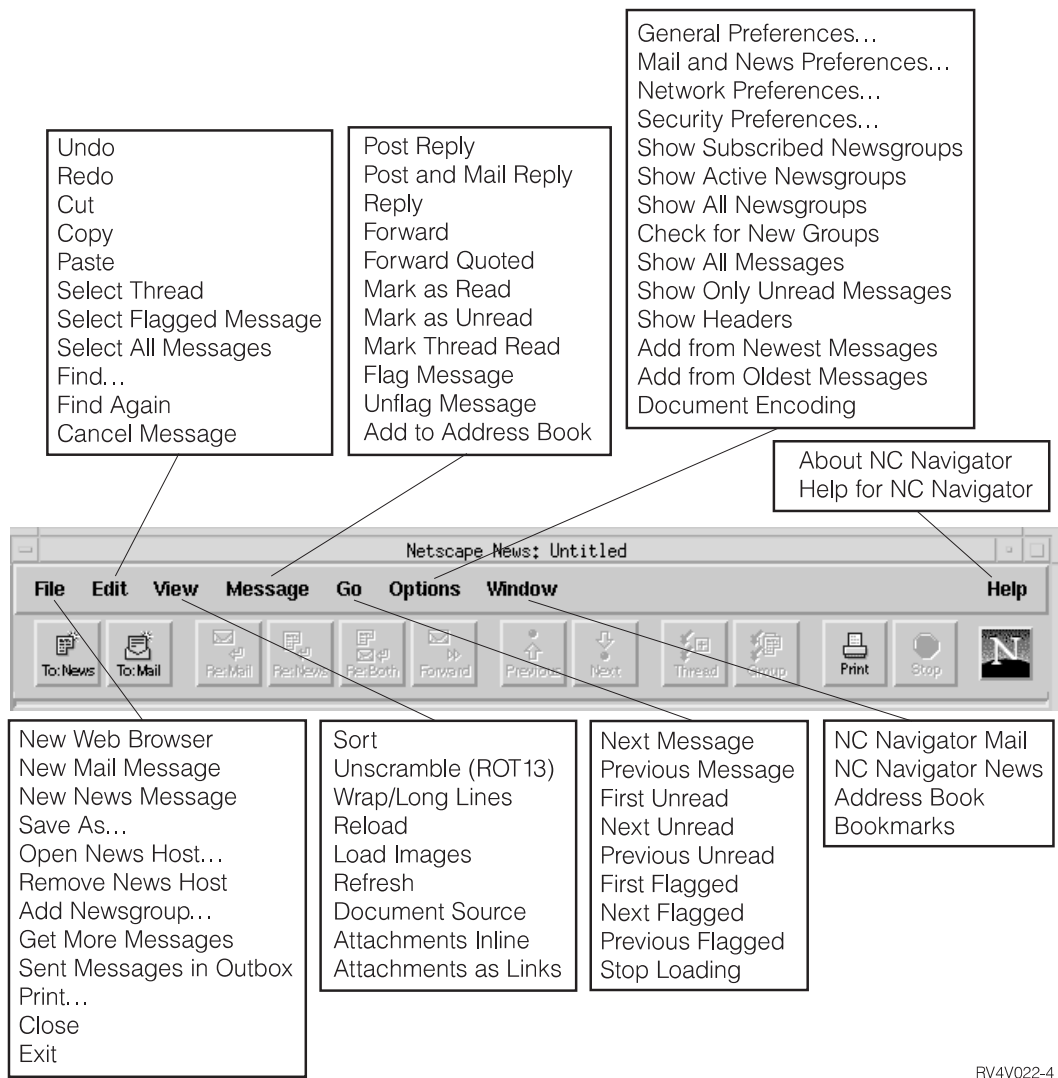 General Preferences...
Mail and News Preferences...
Network Preferences...
Security Preferences...
Show Subscribed Newsgroups
Show Active Newsgroups
Show All Newsgroups
Check for New Groups
Show All Messages
Show Only Unread Messages
Show Headers
Add from Newest Messages
Add from Oldest Messages
Document Encoding
Undo
Redo
Cut
Copy
Paste
Select Thread
Select Flagged Message
Select All Messages
Find...
Find Again
Cancel Message
Post Reply
Post and Mail Reply
Reply
Forward
Forward Quoted
Mark as Read
Mark as Unread
Mark Thread Read
Flag Message
Unflag Message
Add to Address Book
About NC Navigator
Help for NC Navigator
Netscape News: Untitled
File Edit View Message Go Options Window Help
To:News To:Mail Re:Mail Re:News Re:Both Forward Previous Next Thread Group Print Stop N
New Web Browser
New Mail Message
New News Message
Save As...
Open News Host...
Remove News Host
Add Newsgroup...
Get More Messages
Sent Messages in Outbox
Print...
Close
Exit
Sort
Unscramble (ROT13)
Wrap/Long Lines
Reload
Load Images
Refresh
Document Source
Attachments Inline
Attachments as Links
Next Message
Previous Message
First Unread
Next Unread
Previous Unread
First Flagged
Next Flagged
Previous Flagged
Stop Loading
NC Navigator Mail
NC Navigator News
Address Book
Bookmarks
RV4V022-4